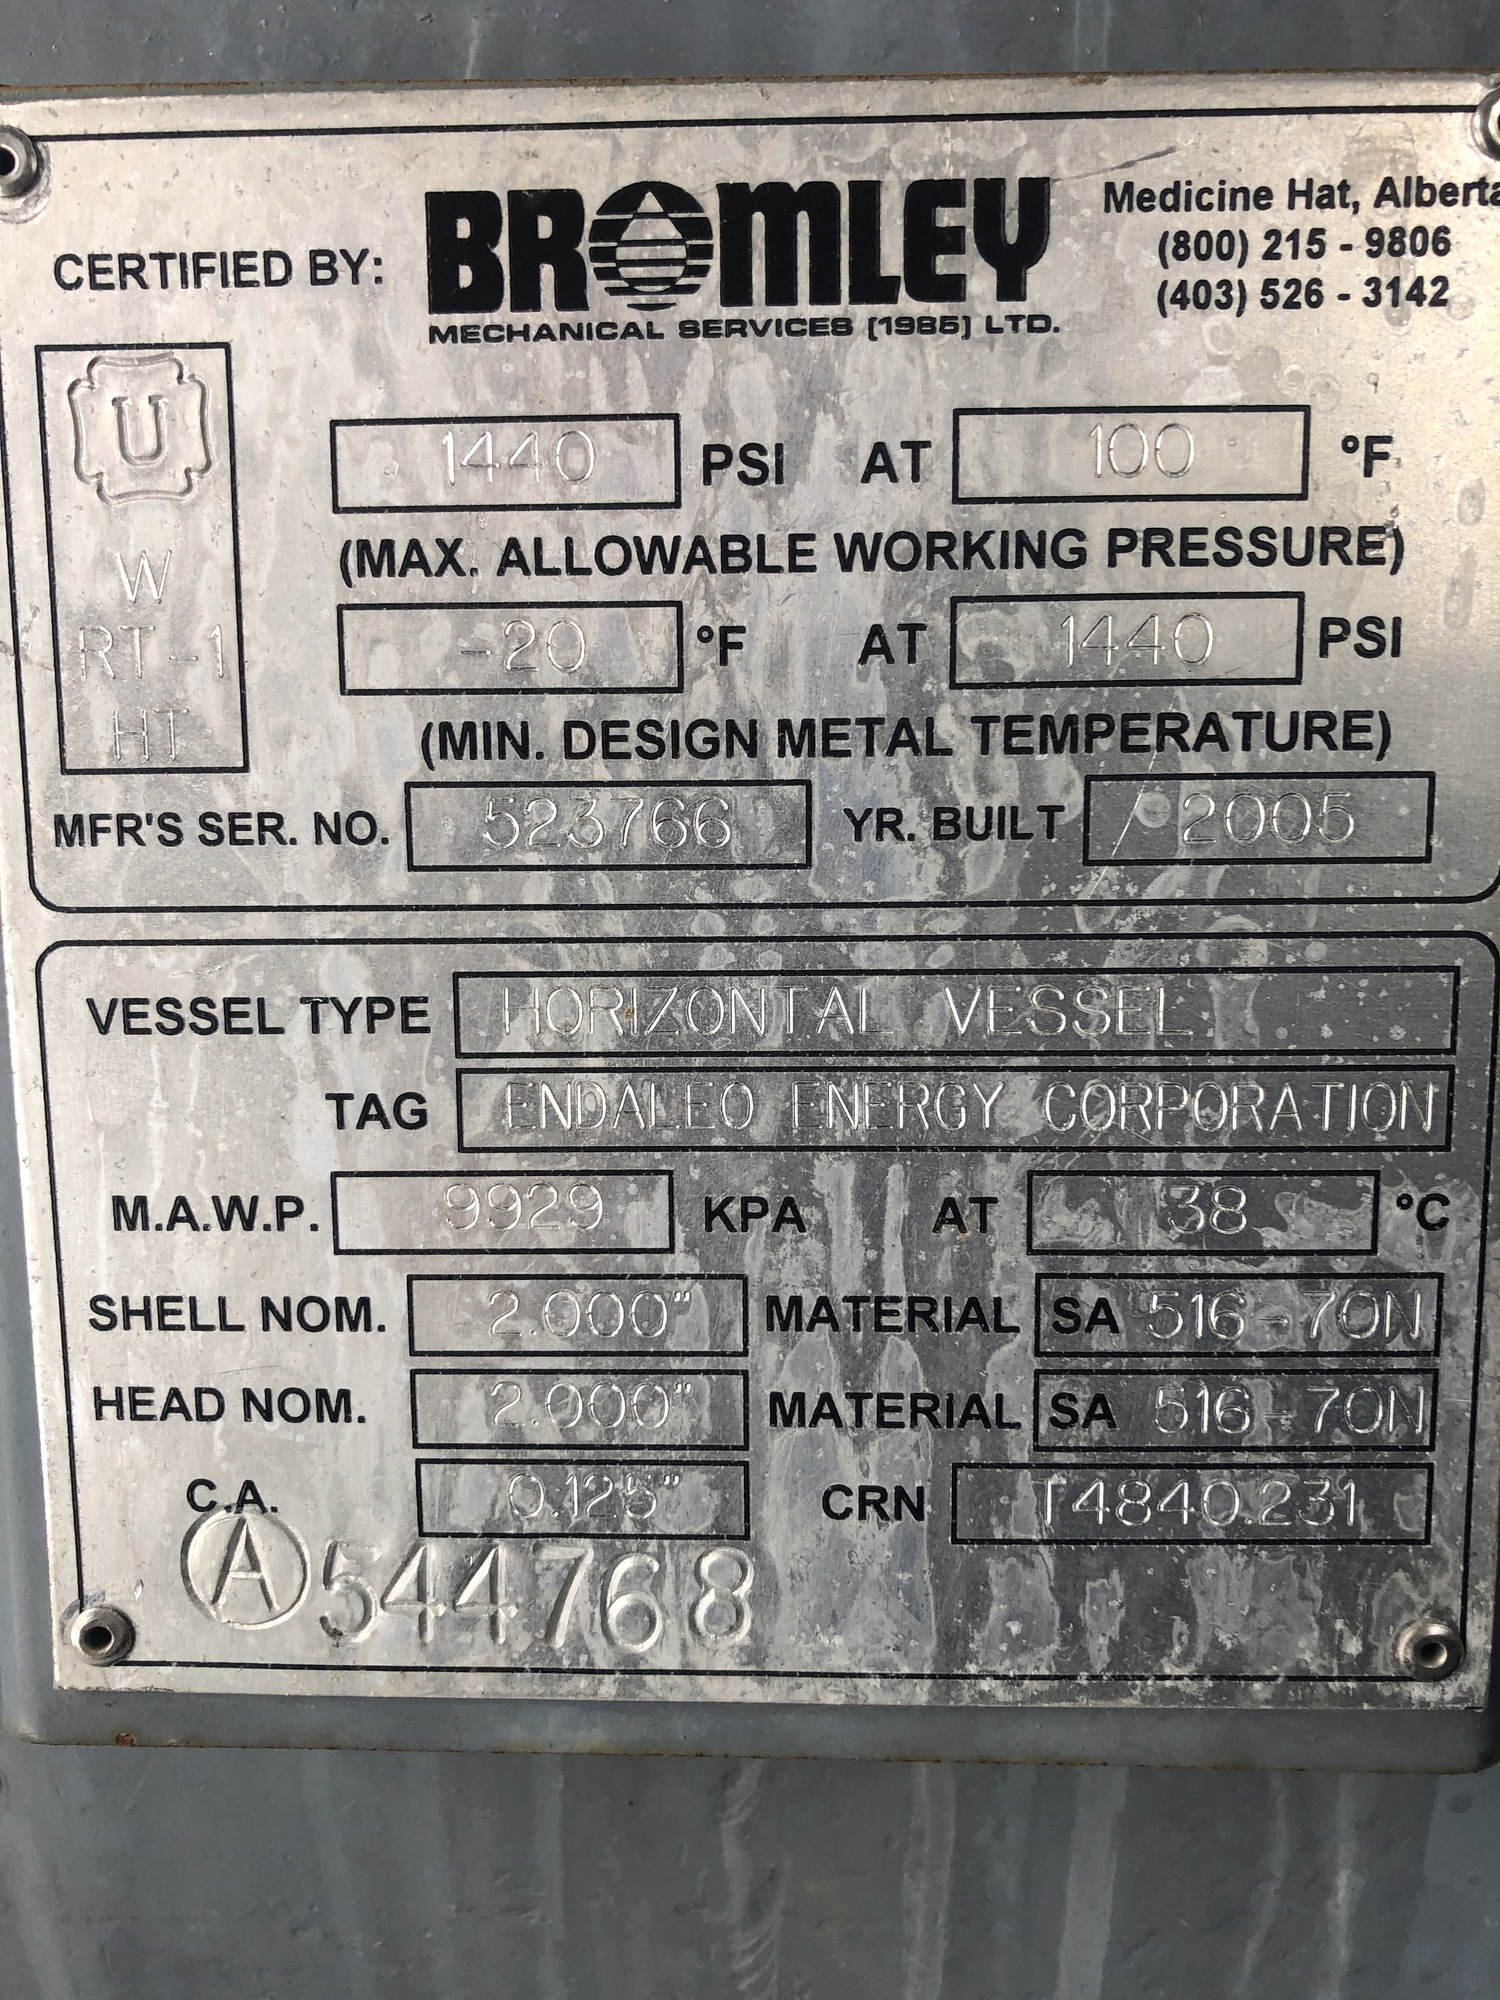 CERTIFIED BY: BROMLEY
MECHANICAL SERVICES [1985] LTD.
Medicine Hat, Alberta
(800) 215 - 9806
(403) 526 - 3142
U
W
RT-1
HT
1440 PSI AT 100 °F
(MAX. ALLOWABLE WORKING PRESSURE)
-20 °F AT 1440 PSI
(MIN. DESIGN METAL TEMPERATURE)
MFR'S SER. NO. 523766 YR. BUILT 2005
VESSEL TYPE HORIZONTAL VESSEL
TAG ENDALEO ENERGY CORPORATION
M.A.W.P. 9929 KPA AT 38 °C
SHELL NOM. 2.000" MATERIAL SA 516-70N
HEAD NOM. 2.000" MATERIAL SA 516-70N
C.A. 0.125" CRN T4840.231
A 544768